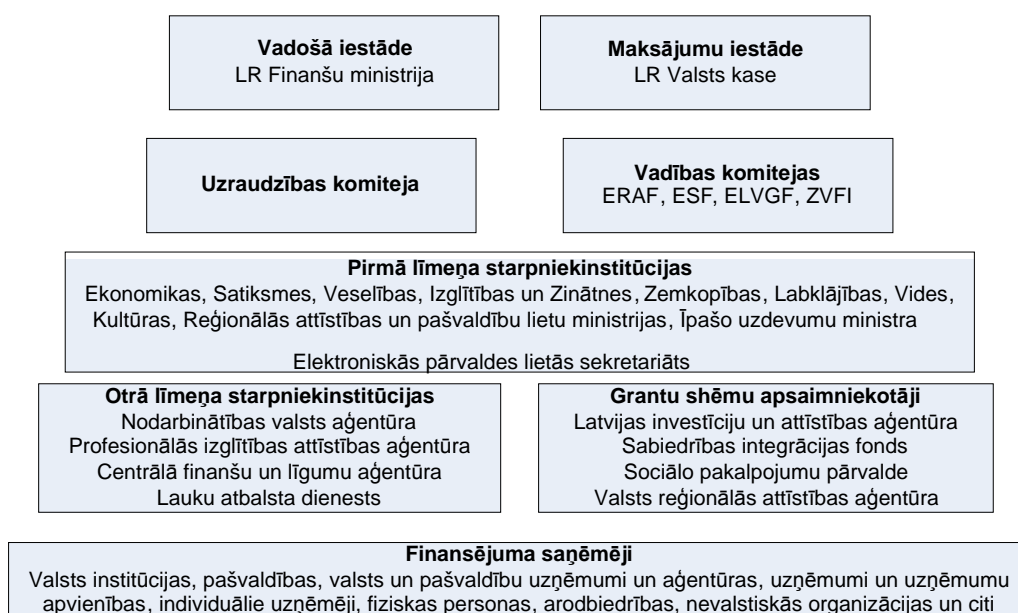 Vadošā iestāde
LR Finanšu ministrija
Maksājumu iestāde
LR Valsts kase
Uzraudzības komiteja
Vadības komitejas
ERAF, ESF, ELVGF, ZVFI
Pirmā līmeņa starpniekinstitūcijas
Ekonomikas, Satiksmes, Veselības, Izglītības un Zinātnes, Zemkopības, Labklājības, Vides,
Kultūras, Reģionālās attīstības un pašvaldību lietu ministrijas, Īpašo uzdevumu ministra
Elektroniskās pārvaldes lietās sekretariāts
Otrā līmeņa starpniekinstitūcijas
Nodarbinātības valsts aģentūra
Profesionālās izglītības attīstības aģentūra
Centrālā finanšu un līgumu aģentūra
Lauku atbalsta dienests
Grantu shēmu apsaimniekotāji
Latvijas investīciju un attīstības aģentūra
Sabiedrības integrācijas fonds
Sociālo pakalpojumu pārvalde
Valsts reģionālās attīstības aģentūra
Finansējuma saņēmēji
Valsts institūcijas, pašvaldības, valsts un pašvaldību uzņēmumi un aģentūras, uzņēmumi un uzņēmumu
apvienības, individuālie uzņēmēji, fiziskas personas, arodbiedrības, nevalstiskās organizācijas un citi